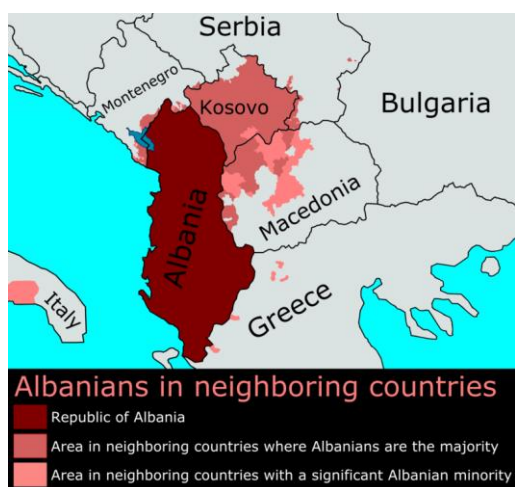 Serbia
Montenegro
Kosovo
Bulgaria
Albania
Macedonia
Italy
Greece
Albanians in neighboring countries
Republic of Albania
Area in neighboring countries where Albanians are the majority
Area in neighboring countries with a significant Albanian minority